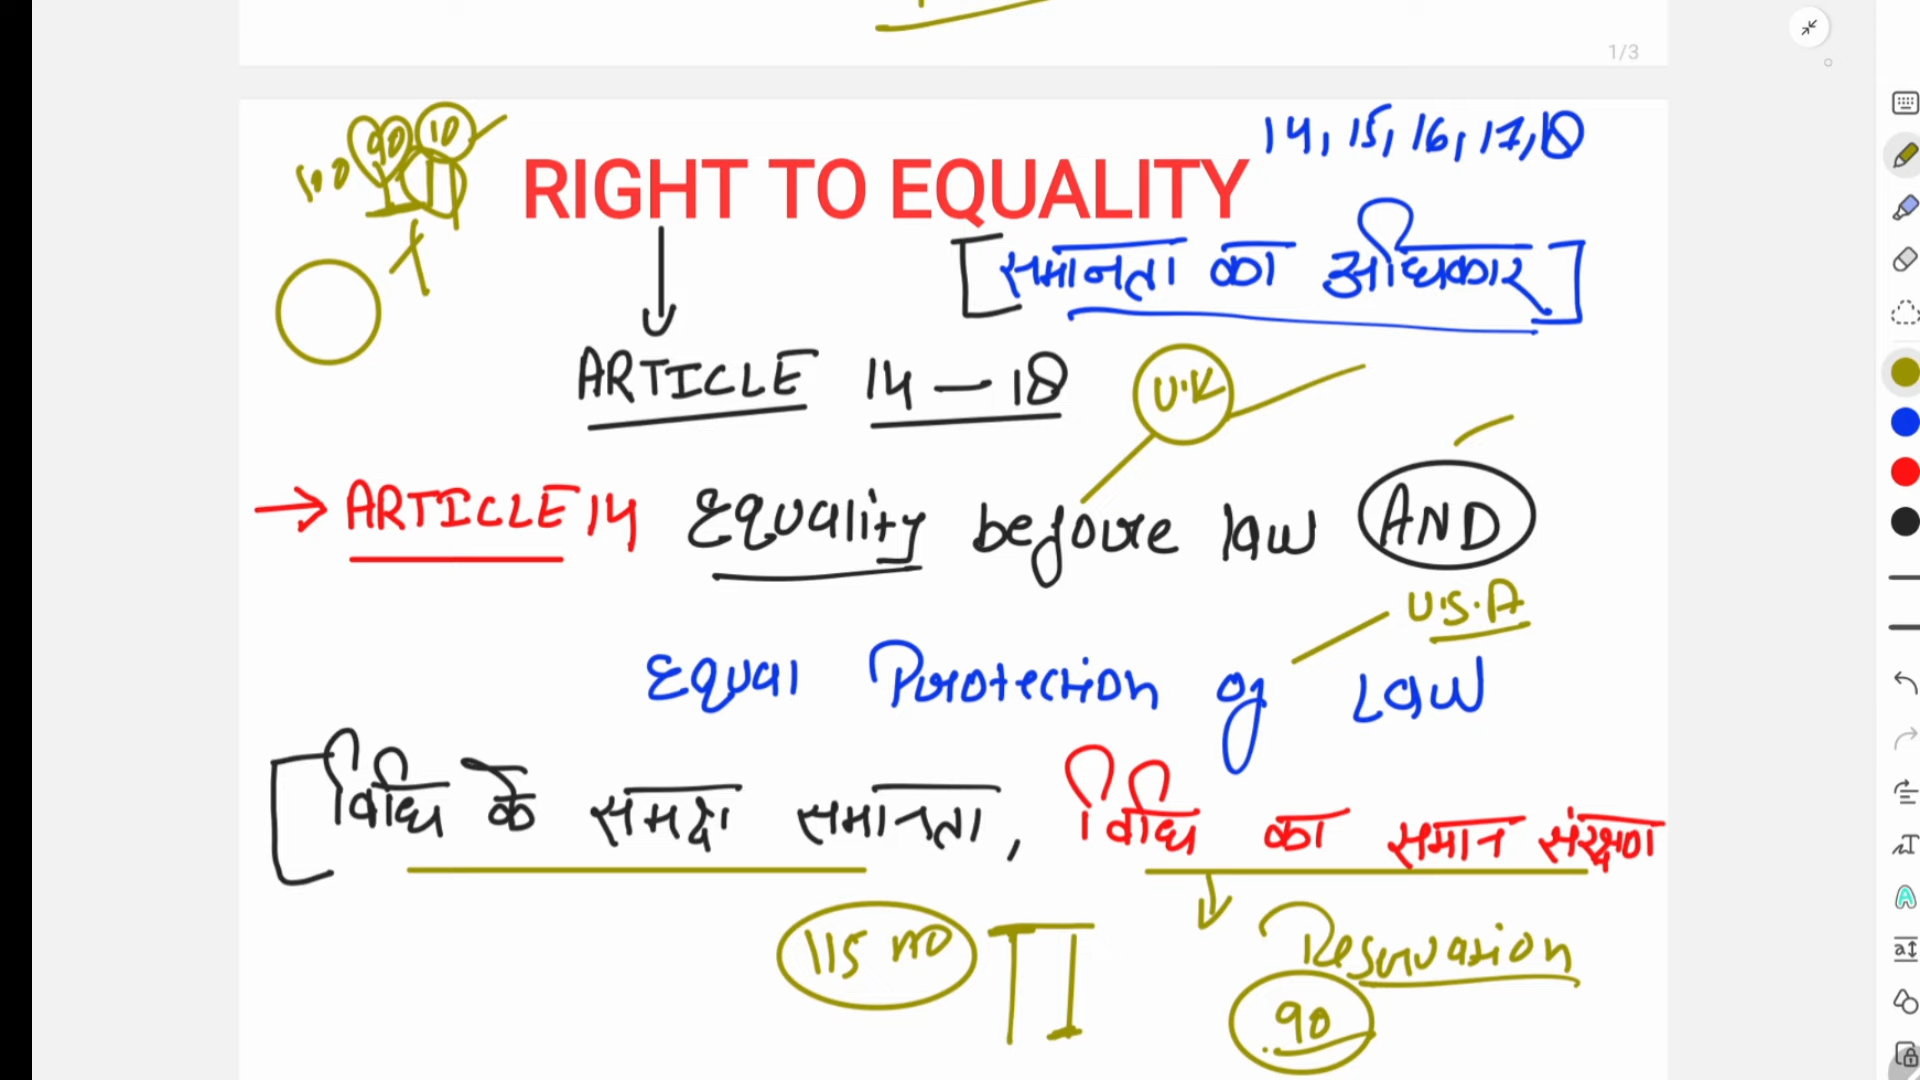 1/3
90 10
100
14, 15, 16, 17, 18
RIGHT TO EQUALITY
[समानता का अधिकार]
ARTICLE 14 — 18
U.K
→ ARTICLE 14 Equality before law AND
U.S.A
Equal Protection of Law
[विधि के समक्ष समानता, विधि का समान संरक्षण
115 no
Reservation
90